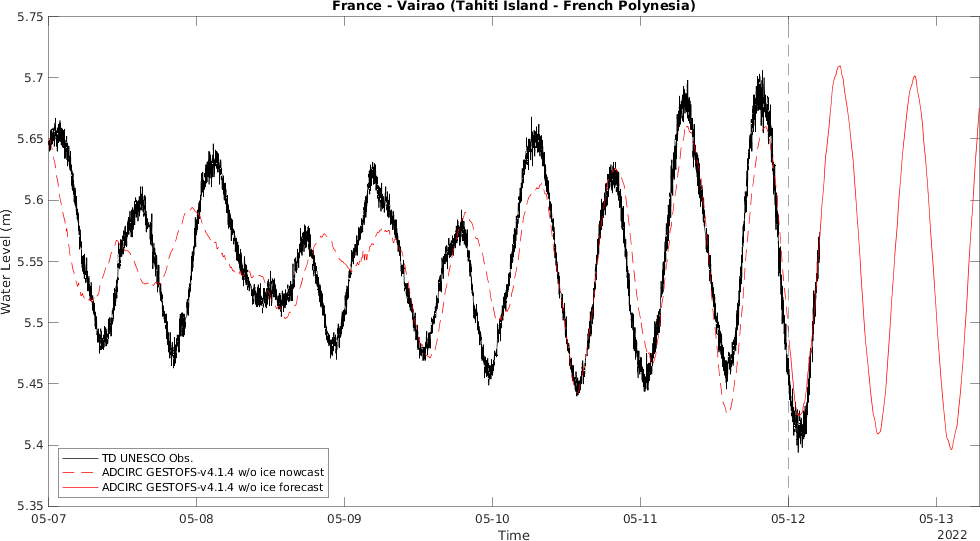 France - Vairao (Tahiti Island - French Polynesia)
5.75
5.7
5.65
5.6
5.55
5.5
5.45
5.4
5.35
Water Level (m)
TD UNESCO Obs.
ADCIRC GESTOFS-v4.1.4 w/o ice nowcast
ADCIRC GESTOFS-v4.1.4 w/o ice forecast
05-07 05-08 05-09 05-10 05-11 05-12 05-13
Time
2022